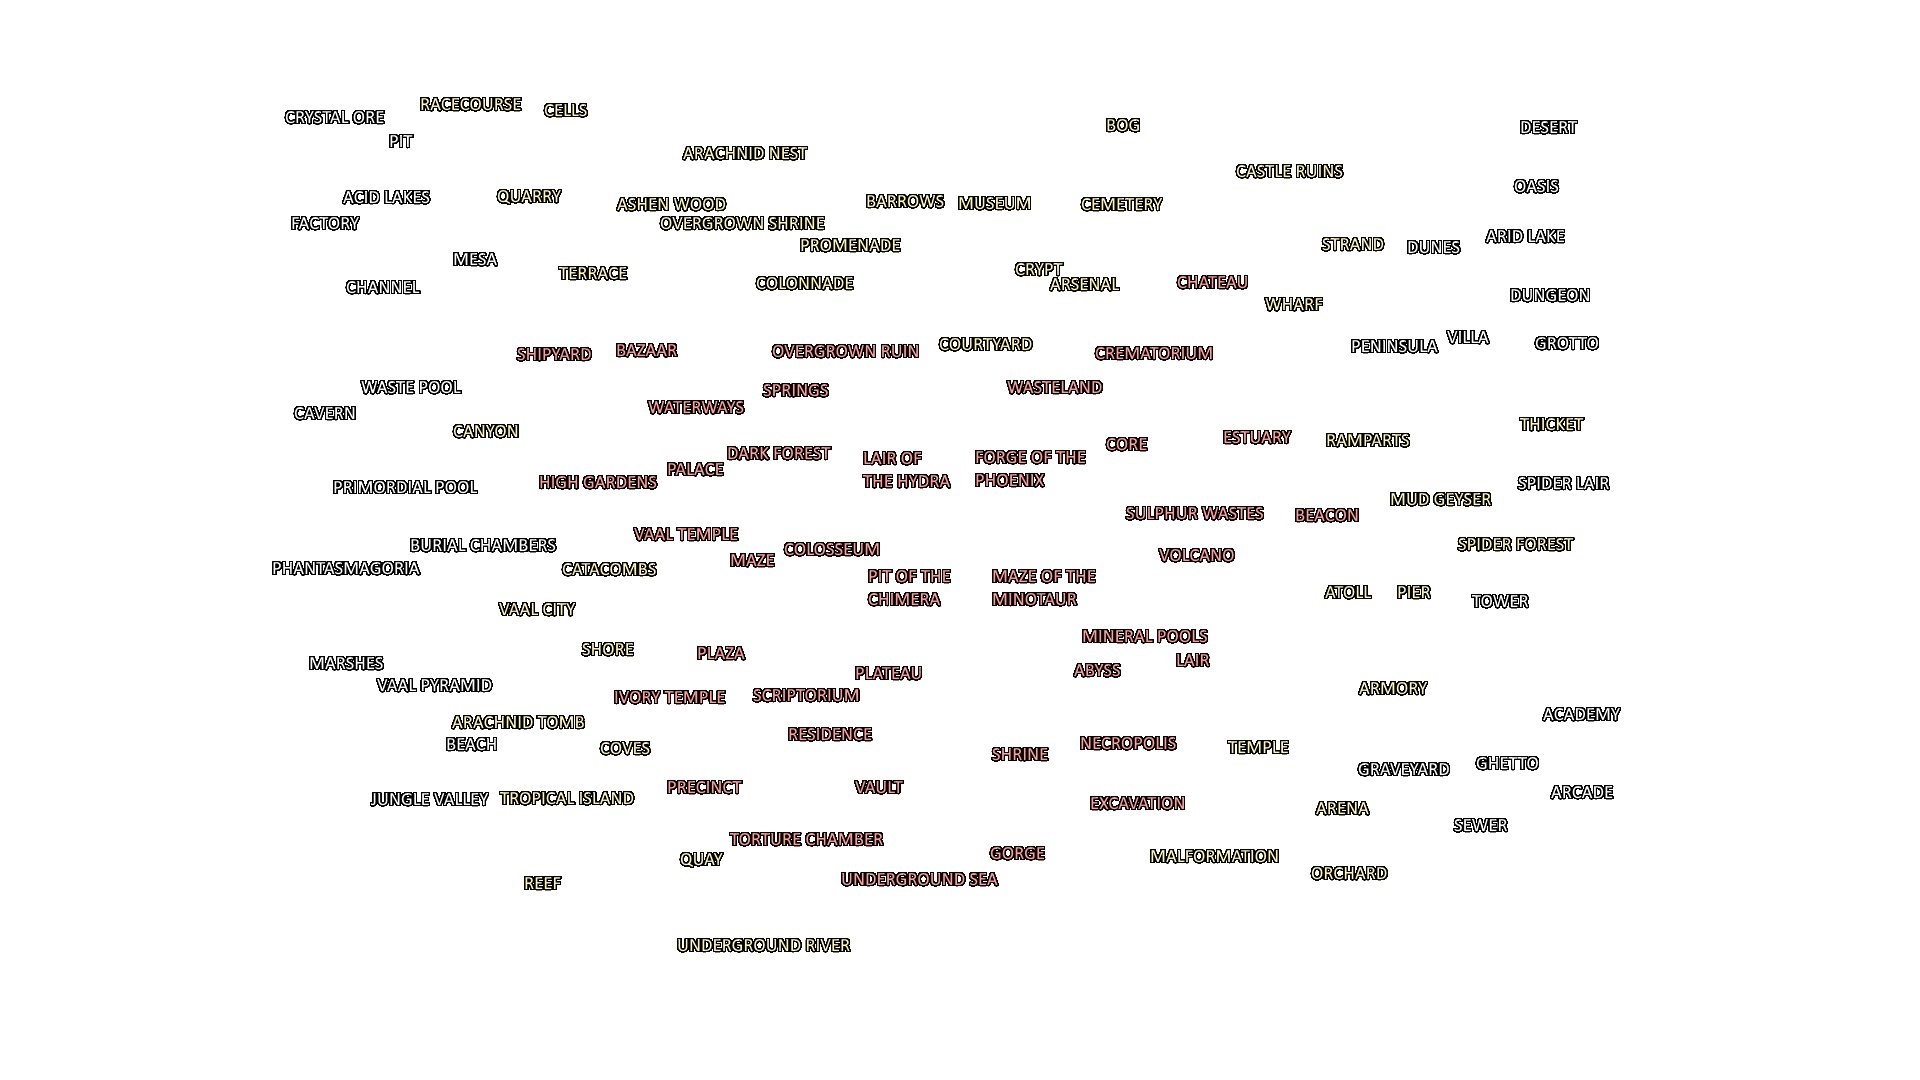 RACECOURSE
CELLS
CRYSTAL ORE
BOG
DESERT
PIT
ARACHNID NEST
CASTLE RUINS
OASIS
ACID LAKES
QUARRY
ASHEN WOOD
BARROWS
MUSEUM
CEMETERY
FACTORY
OVERGROWN SHRINE
ARID LAKE
PROMENADE
STRAND
DUNES
MESA
TERRACE
CRYPT
CHANNEL
COLONNADE
ARSENAL
CHATEAU
DUNGEON
WHARF
SHIPYARD
BAZAAR
OVERGROWN RUIN
COURTYARD
CREMATORIUM
PENINSULA
VILLA
GROTTO
WASTE POOL
SPRINGS
WASTELAND
CAVERN
WATERWAYS
CANYON
THICKET
CORE
ESTUARY
RAMPARTS
DARK FOREST
LAIR OF
THE HYDRA
FORGE OF THE
PHOENIX
PALACE
HIGH GARDENS
PRIMORDIAL POOL
SPIDER LAIR
MUD GEYSER
SULPHUR WASTES
BEACON
VAAL TEMPLE
BURIAL CHAMBERS
COLOSSEUM
SPIDER FOREST
VOLCANO
MAZE
PHANTASMAGORIA
CATACOMBS
PIT OF THE
CHIMERA
MAZE OF THE
MINOTAUR
ATOLL
PIER
TOWER
VAAL CITY
MINERAL POOLS
SHORE
PLAZA
LAIR
MARSHES
PLATEAU
ABYSS
VAAL PYRAMID
IVORY TEMPLE
SCRIPTORIUM
ARMORY
ACADEMY
ARACHNID TOMB
RESIDENCE
BEACH
COVES
SHRINE
NECROPOLIS
TEMPLE
GRAVEYARD
GHETTO
PRECINCT
VAULT
ARCADE
JUNGLE VALLEY
TROPICAL ISLAND
EXCAVATION
ARENA
SEWER
TORTURE CHAMBER
QUAY
GORGE
MALFORMATION
REEF
UNDERGROUND SEA
ORCHARD
UNDERGROUND RIVER